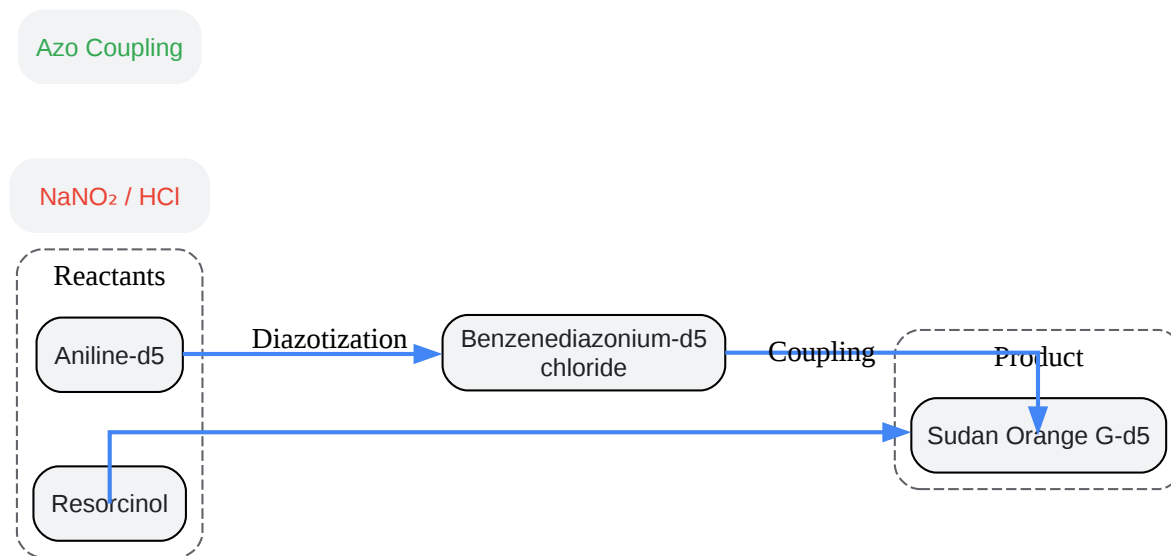 Azo Coupling
NaNO₂ / HCl
Reactants
Aniline-d5
Diazotization
Benzenediazonium-d5
chloride
Coupling
Product
Sudan Orange G-d5
Resorcinol